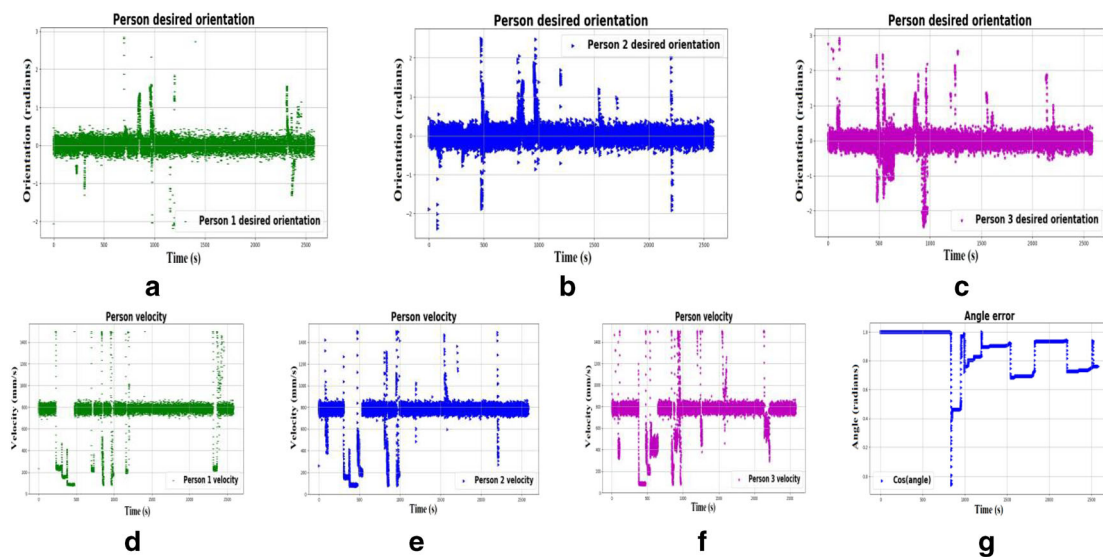 Person desired orientation
Orientation (radians)
Person 1 desired orientation
Time (s)
a
Person desired orientation
Orientation (radians)
Person 2 desired orientation
Time (s)
b
Person desired orientation
Orientation (radians)
Person 3 desired orientation
Time (s)
c
Person velocity
Velocity (mm/s)
Person 1 velocity
Time (s)
d
Person velocity
Velocity (mm/s)
Person 2 velocity
Time (s)
e
Person velocity
Velocity (mm/s)
Person 3 velocity
Time (s)
f
Angle error
Angle (radians)
Cos(angle)
Time (s)
g